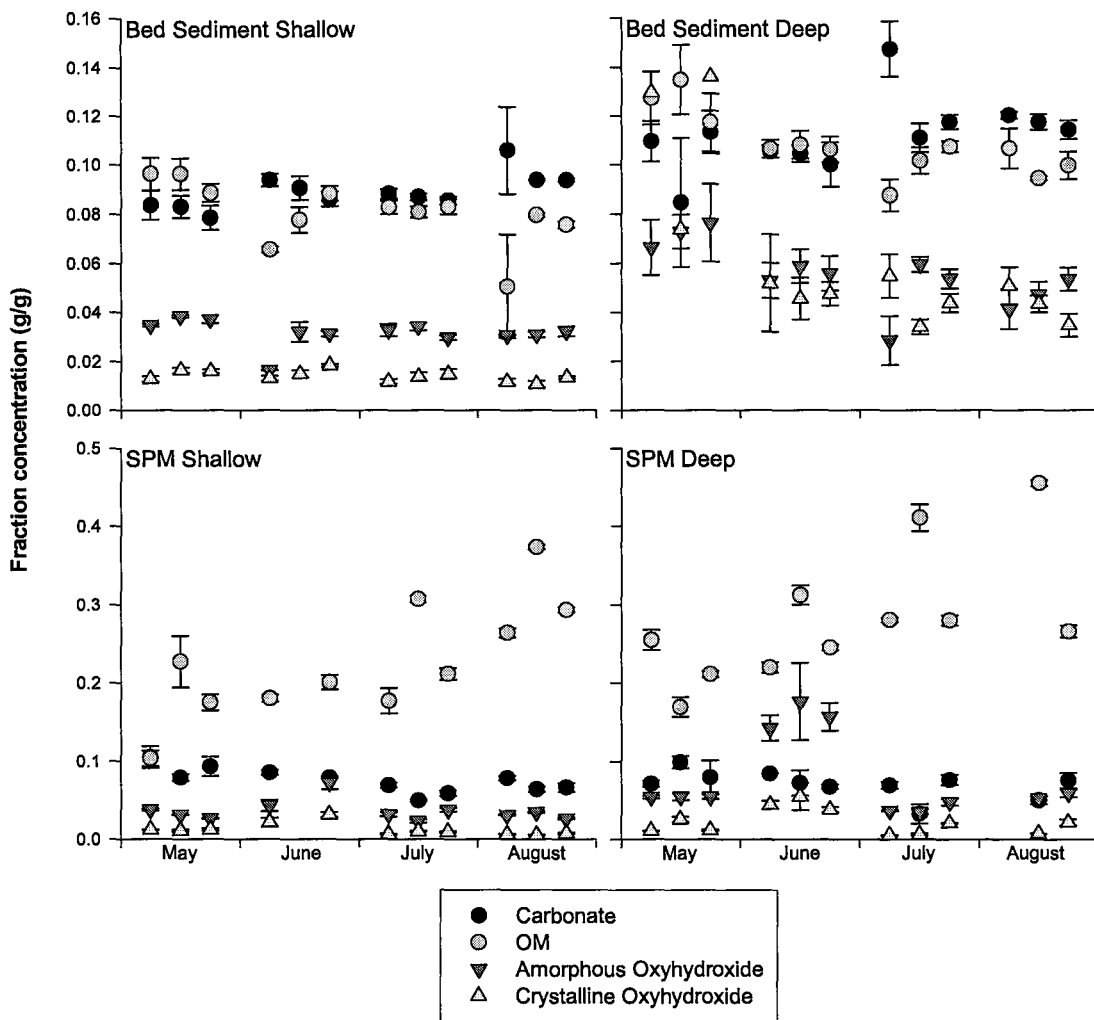 Bed Sediment Shallow
Bed Sediment Deep
0.16
0.14
0.12
0.10
0.08
0.06
0.04
0.02
0.00
Fraction concentration (g/g)
SPM Shallow
SPM Deep
0.5
0.4
0.3
0.2
0.1
0.0
May June July August
May June July August
Carbonate
OM
Amorphous Oxyhydroxide
Crystalline Oxyhydroxide